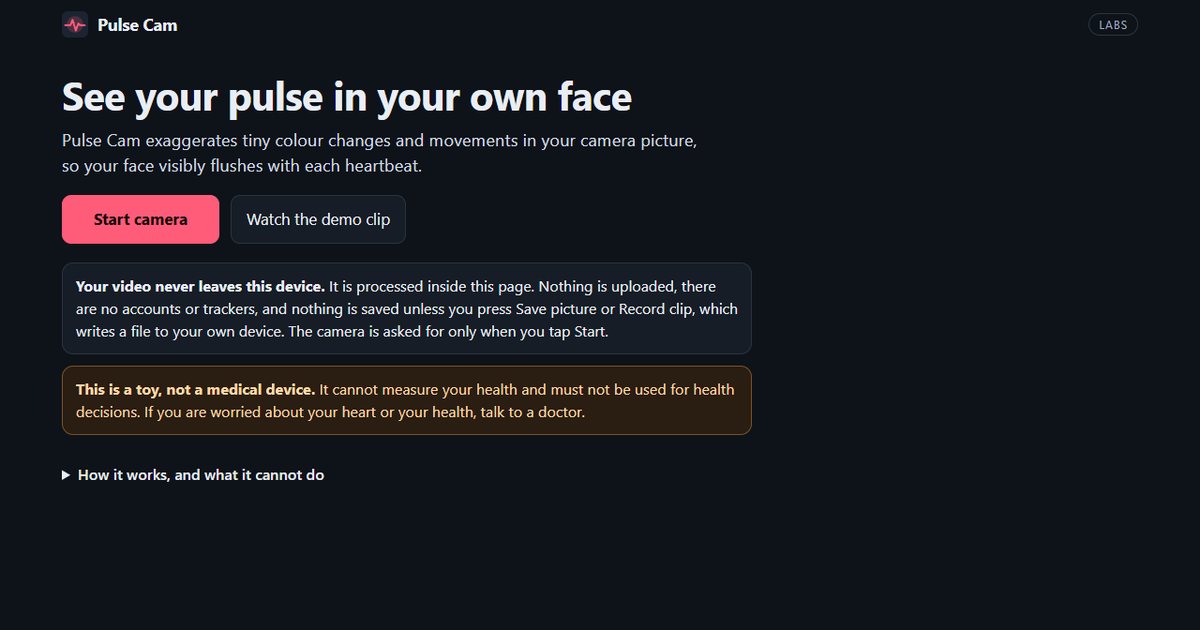 Pulse Cam
LABS
See your pulse in your own face
Pulse Cam exaggerates tiny colour changes and movements in your camera picture,
so your face visibly flushes with each heartbeat.
Start camera
Watch the demo clip
Your video never leaves this device. It is processed inside this page. Nothing is uploaded, there
are no accounts or trackers, and nothing is saved unless you press Save picture or Record clip, which
writes a file to your own device. The camera is asked for only when you tap Start.
This is a toy, not a medical device. It cannot measure your health and must not be used for health
decisions. If you are worried about your heart or your health, talk to a doctor.
How it works, and what it cannot do